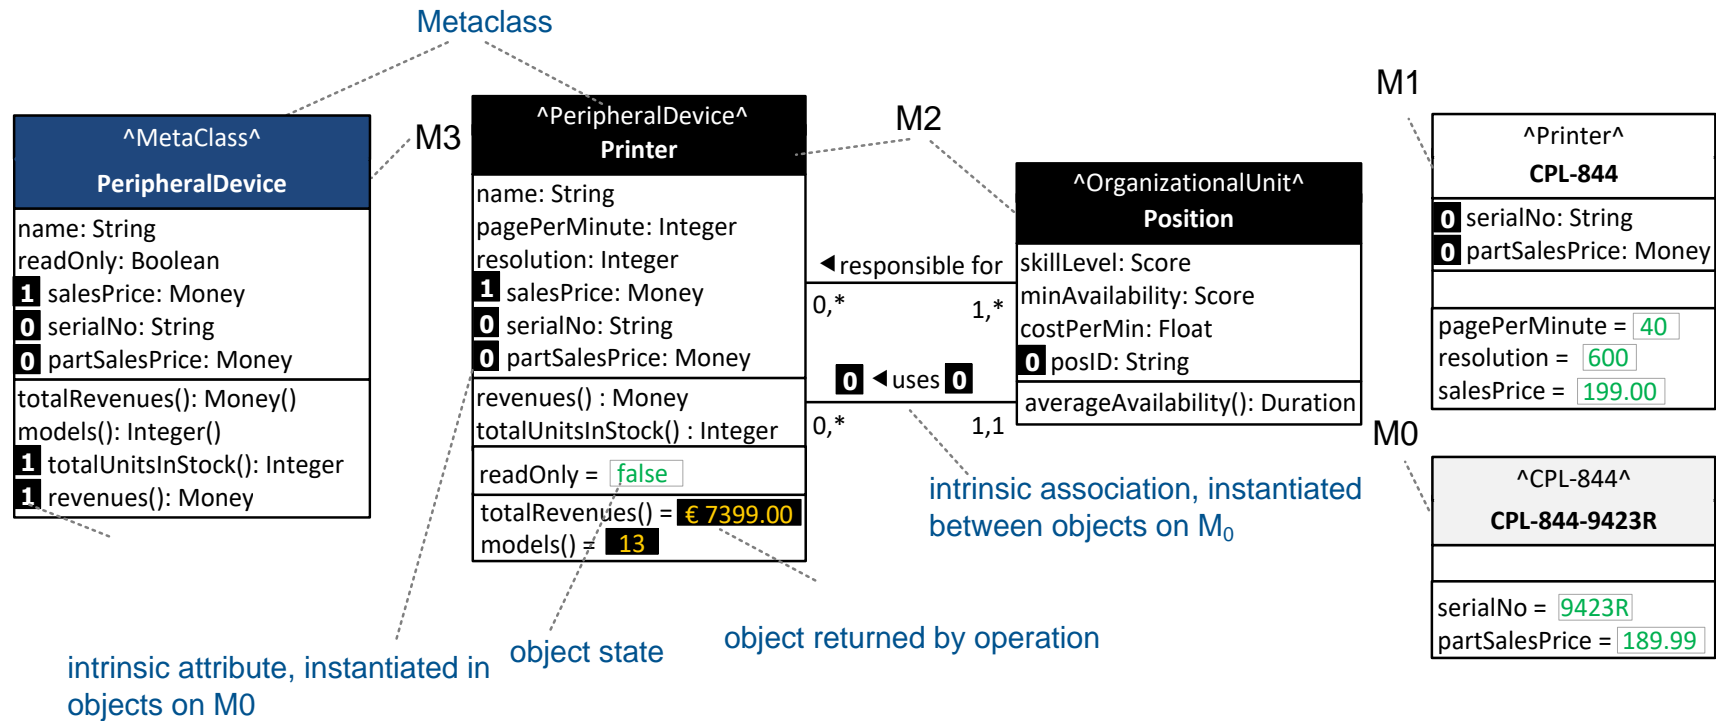 Metaclass
^MetaClass^
PeripheralDevice
name: String
readOnly: Boolean
1 salesPrice: Money
0 serialNo: String
0 partSalesPrice: Money
totalRevenues(): Money()
models(): Integer()
1 totalUnitsInStock(): Integer
1 revenues(): Money
M3
^PeripheralDevice^
Printer
name: String
pagePerMinute: Integer
resolution: Integer
1 salesPrice: Money
0 serialNo: String
0 partSalesPrice: Money
revenues() : Money
totalUnitsInStock() : Integer
readOnly = false
totalRevenues() = € 7399.00
models() = 13
M2
◄responsible for
0,* 1,*
0 ◄uses 0
0,* 1,1
^OrganizationalUnit^
Position
skillLevel: Score
minAvailability: Score
costPerMin: Float
0 posID: String
averageAvailability(): Duration
M1
^Printer^
CPL-844
0 serialNo: String
0 partSalesPrice: Money
pagePerMinute = 40
resolution = 600
salesPrice = 199.00
M0
^CPL-844^
CPL-844-9423R
serialNo = 9423R
partSalesPrice = 189.99
intrinsic association, instantiated
between objects on M0
intrinsic attribute, instantiated in
objects on M0
object state
object returned by operation